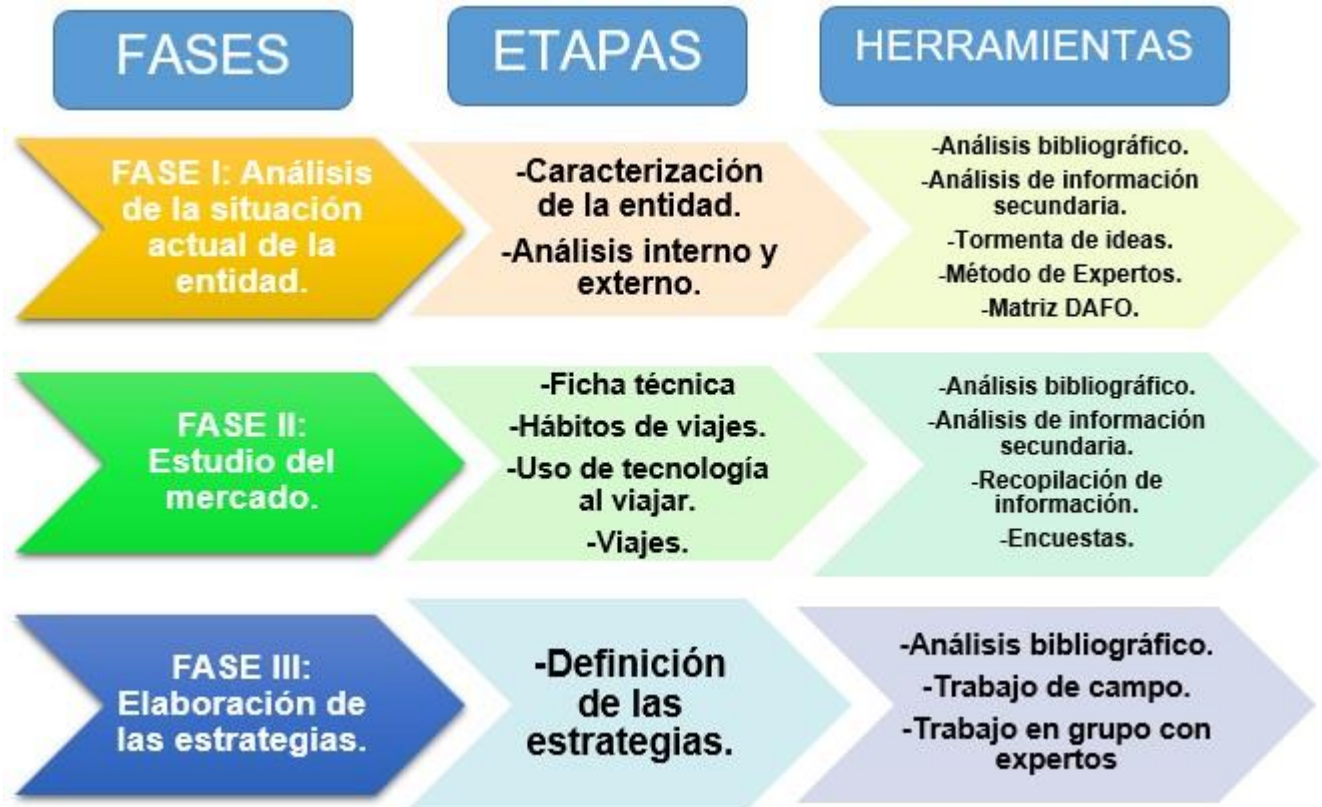 FASES
ETAPAS
HERRAMIENTAS
FASE I: Análisis
de la situación
actual de la
entidad.
-Caracterización
de la entidad.
-Análisis interno y
externo.
-Análisis bibliográfico.
-Análisis de información
secundaria.
-Tormenta de ideas.
-Método de Expertos.
-Matriz DAFO.
FASE II:
Estudio del
mercado.
-Ficha técnica
-Hábitos de viajes.
-Uso de tecnología
al viajar.
-Viajes.
-Análisis bibliográfico.
-Análisis de información
secundaria.
-Recopilación de
información.
-Encuestas.
FASE III:
Elaboración de
las estrategias.
-Definición
de las
estrategias.
-Análisis bibliográfico.
-Trabajo de campo.
-Trabajo en grupo con
expertos